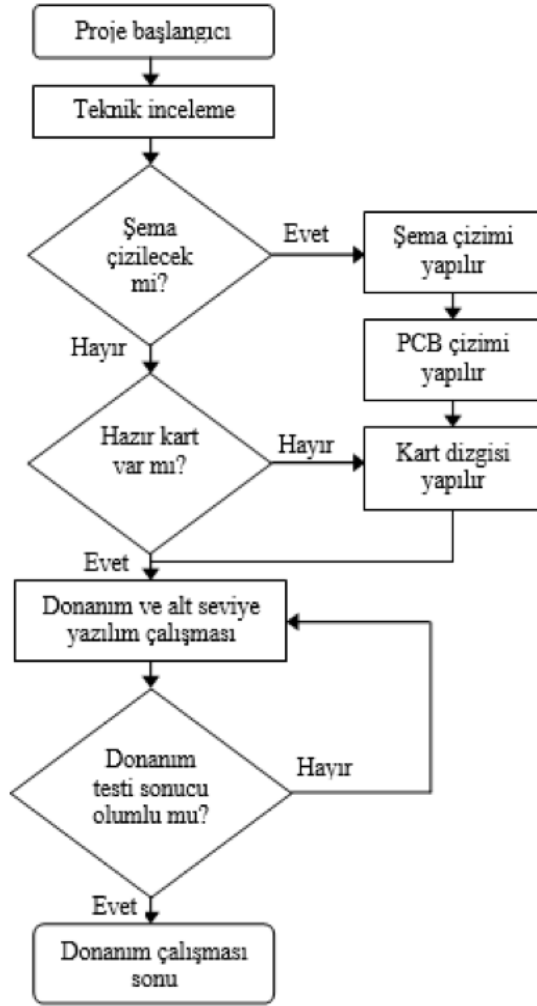 Proje başlangıcı
Teknik inceleme
Şema
çizilecek
mi?
Evet
Şema çizimi
yapılır
PCB çizimi
yapılır
Hayır
Hazır kart
var mı?
Hayır
Kart dizgisi
yapılır
Evet
Donanım ve alt seviye
yazılım çalışması
Donanım
testi sonucu
olumlu mu?
Hayır
Evet
Donanım çalışması
sonu